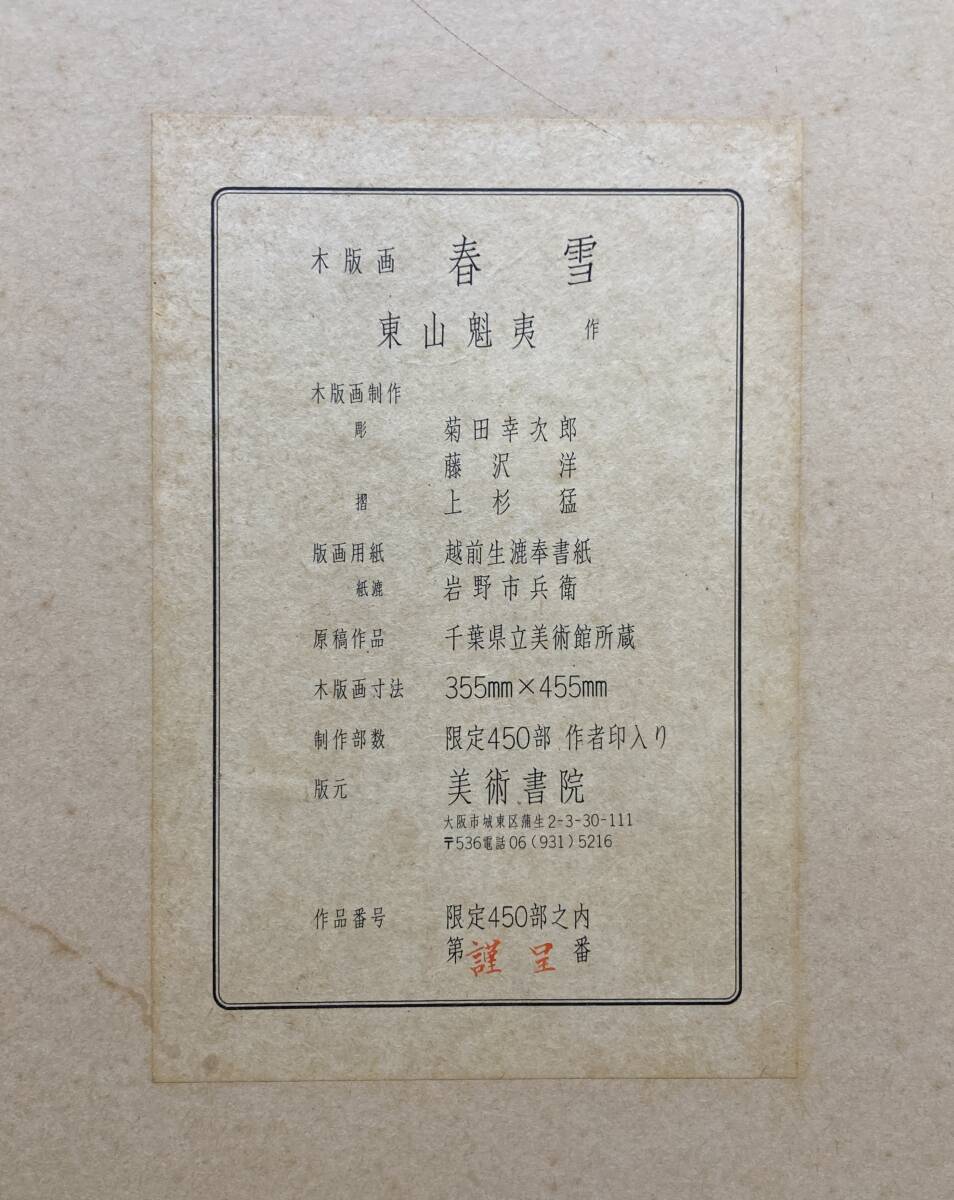 木版画 春雪
東山魁夷 作
木版画制作
彫 菊田幸次郎
藤沢洋
摺 上杉猛
版画用紙 越前生漉奉書紙
紙漉 岩野市兵衛
原稿作品 千葉県立美術館所蔵
木版画寸法 355mm×455mm
制作部数 限定450部 作者印入り
版元 美術書院
大阪市城東区蒲生2-3-30-111
〒536電話06(931)5216
作品番号 限定450部之内
第謹呈番